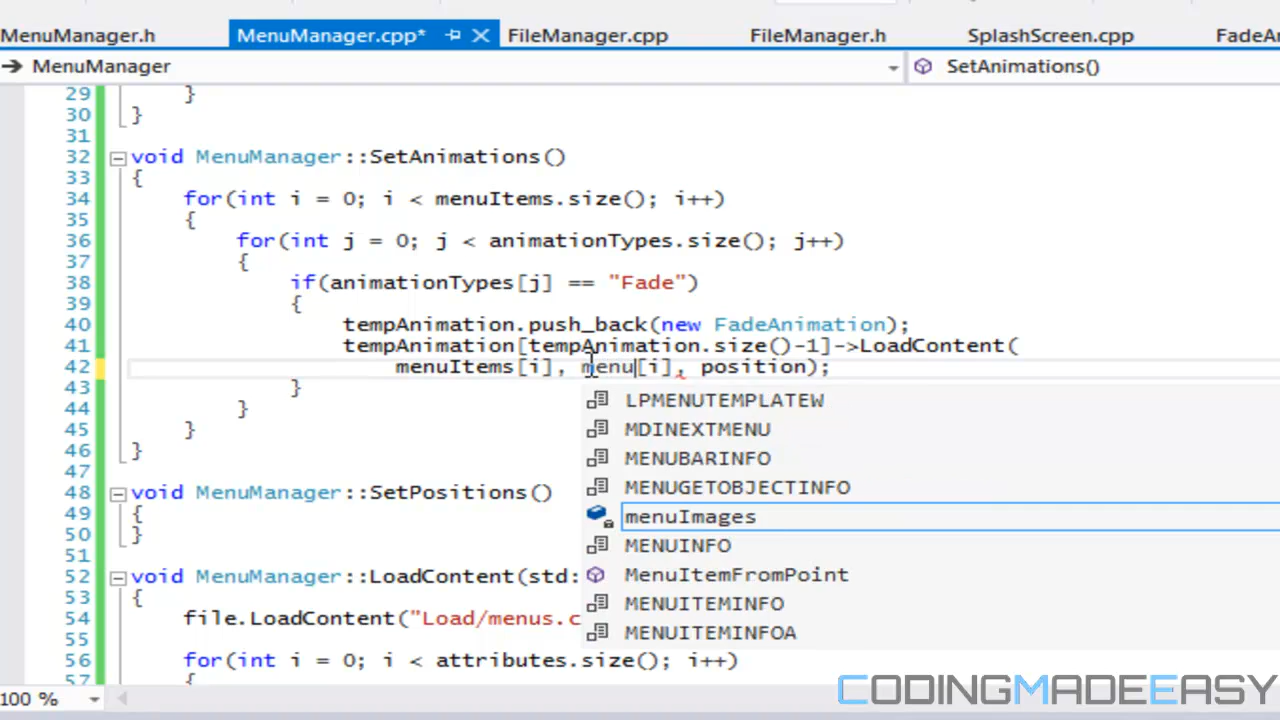 MenuManager.h MenuManager.cpp* FileManager.cpp FileManager.h SplashScreen.cpp FadeAn
MenuManager SetAnimations()
29 }
30 }
31
32 void MenuManager::SetAnimations()
33 {
34 for(int i = 0; i < menuItems.size(); i++)
35 {
36 for(int j = 0; j < animationTypes.size(); j++)
37 {
38 if(animationTypes[j] == "Fade")
39 {
40 tempAnimation.push_back(new FadeAnimation);
41 tempAnimation[tempAnimation.size()-1]->LoadContent(
42 menuItems[i], menu[i], position);
43 }
44 }
45 }
46 }
47
48 void MenuManager::SetPositions()
49 {
50 }
51
52 void MenuManager::LoadContent(std:
53 {
54 file.LoadContent("Load/menus.c
55
56 for(int i = 0; i < attributes.size(); i++)
57 {
LPMENUTEMPLATEW
MDINEXTMENU
MENUBARINFO
MENUGETOBJECTINFO
menuImages
MENUINFO
MenuItemFromPoint
MENUITEMINFO
MENUITEMINFOA
100 %
CODINGMADEEASY